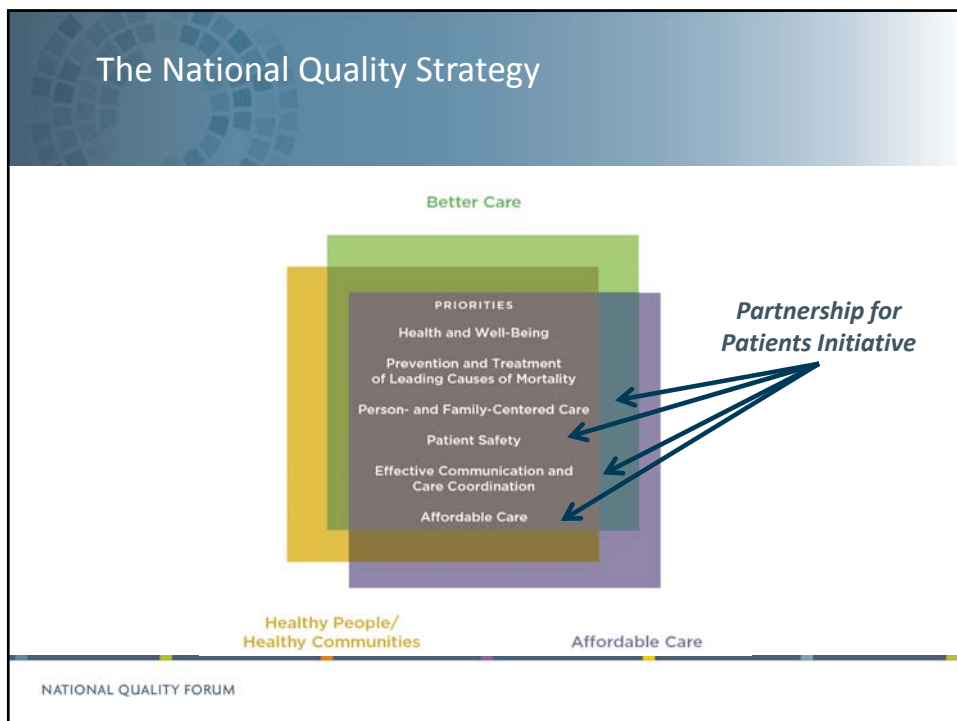 The National Quality Strategy
Better Care
PRIORITIES
Health and Well-Being
Prevention and Treatment
of Leading Causes of Mortality
Person- and Family-Centered Care
Patient Safety
Effective Communication and
Care Coordination
Affordable Care
Partnership for
Patients Initiative
Healthy People/
Healthy Communities
Affordable Care
NATIONAL QUALITY FORUM